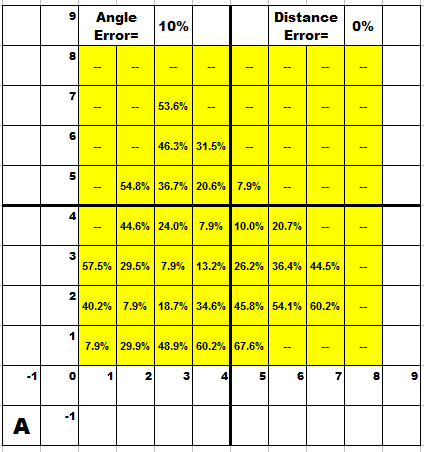 9 Angle Error= 10% Distance Error= 0%
8 -- -- -- -- -- -- -- --
7 -- -- 53.6% -- -- -- -- --
6 -- -- 46.3% 31.5% -- -- -- --
5 -- 54.8% 36.7% 20.6% 7.9% -- -- --
4 -- 44.6% 24.0% 7.9% 10.0% 20.7% -- --
3 57.5% 29.5% 7.9% 13.2% 26.2% 36.4% 44.5% --
2 40.2% 7.9% 18.7% 34.6% 45.8% 54.1% 60.2% --
1 7.9% 29.9% 48.9% 60.2% 67.6% -- -- --
-1 0 1 2 3 4 5 6 7 8 9
A -1